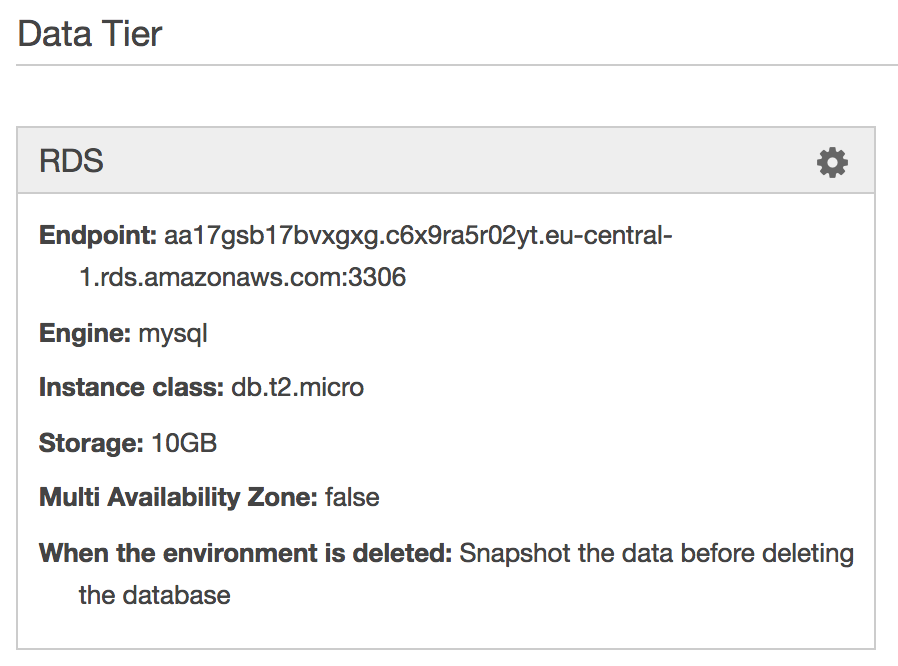 Data Tier
RDS
Endpoint: aa17gsb17bvxgxg.c6x9ra5r02yt.eu-central-
1.rds.amazonaws.com:3306
Engine: mysql
Instance class: db.t2.micro
Storage: 10GB
Multi Availability Zone: false
When the environment is deleted: Snapshot the data before deleting
the database